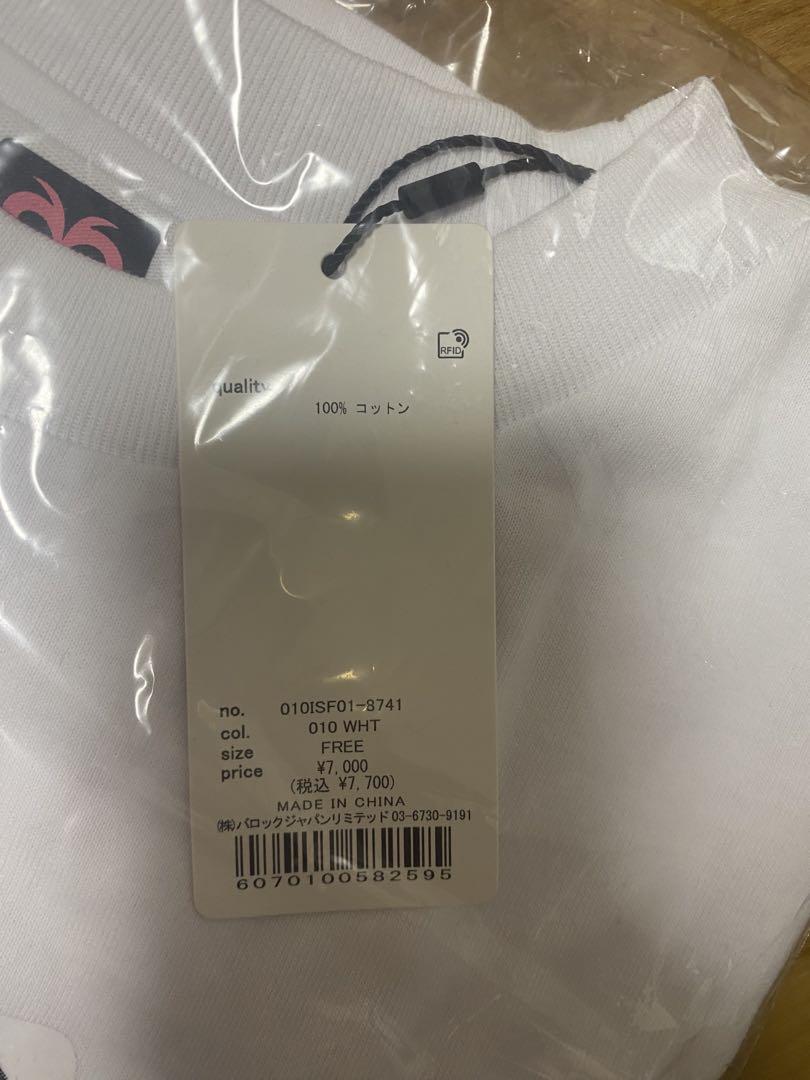 RFID
quality
100% コットン
no. 010ISF01-8741
col. 010 WHT
size FREE
price ¥7,000
(税込 ¥7,700)
MADE IN CHINA
(株)バロックジャパンリミテッド 03-6730-9191
6070100582595